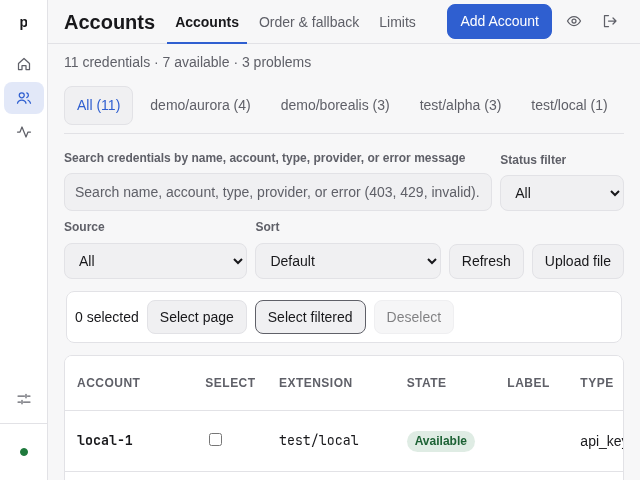 p
Accounts Accounts Order & fallback Limits Add Account
11 credentials · 7 available · 3 problems
All (11) demo/aurora (4) demo/borealis (3) test/alpha (3) test/local (1)
Search credentials by name, account, type, provider, or error message Status filter
Search name, account, type, provider, or error (403, 429, invalid). All
Source Sort
All Default Refresh Upload file
0 selected Select page Select filtered Deselect
ACCOUNT SELECT EXTENSION STATE LABEL TYPE
local-1 test/local Available api_key